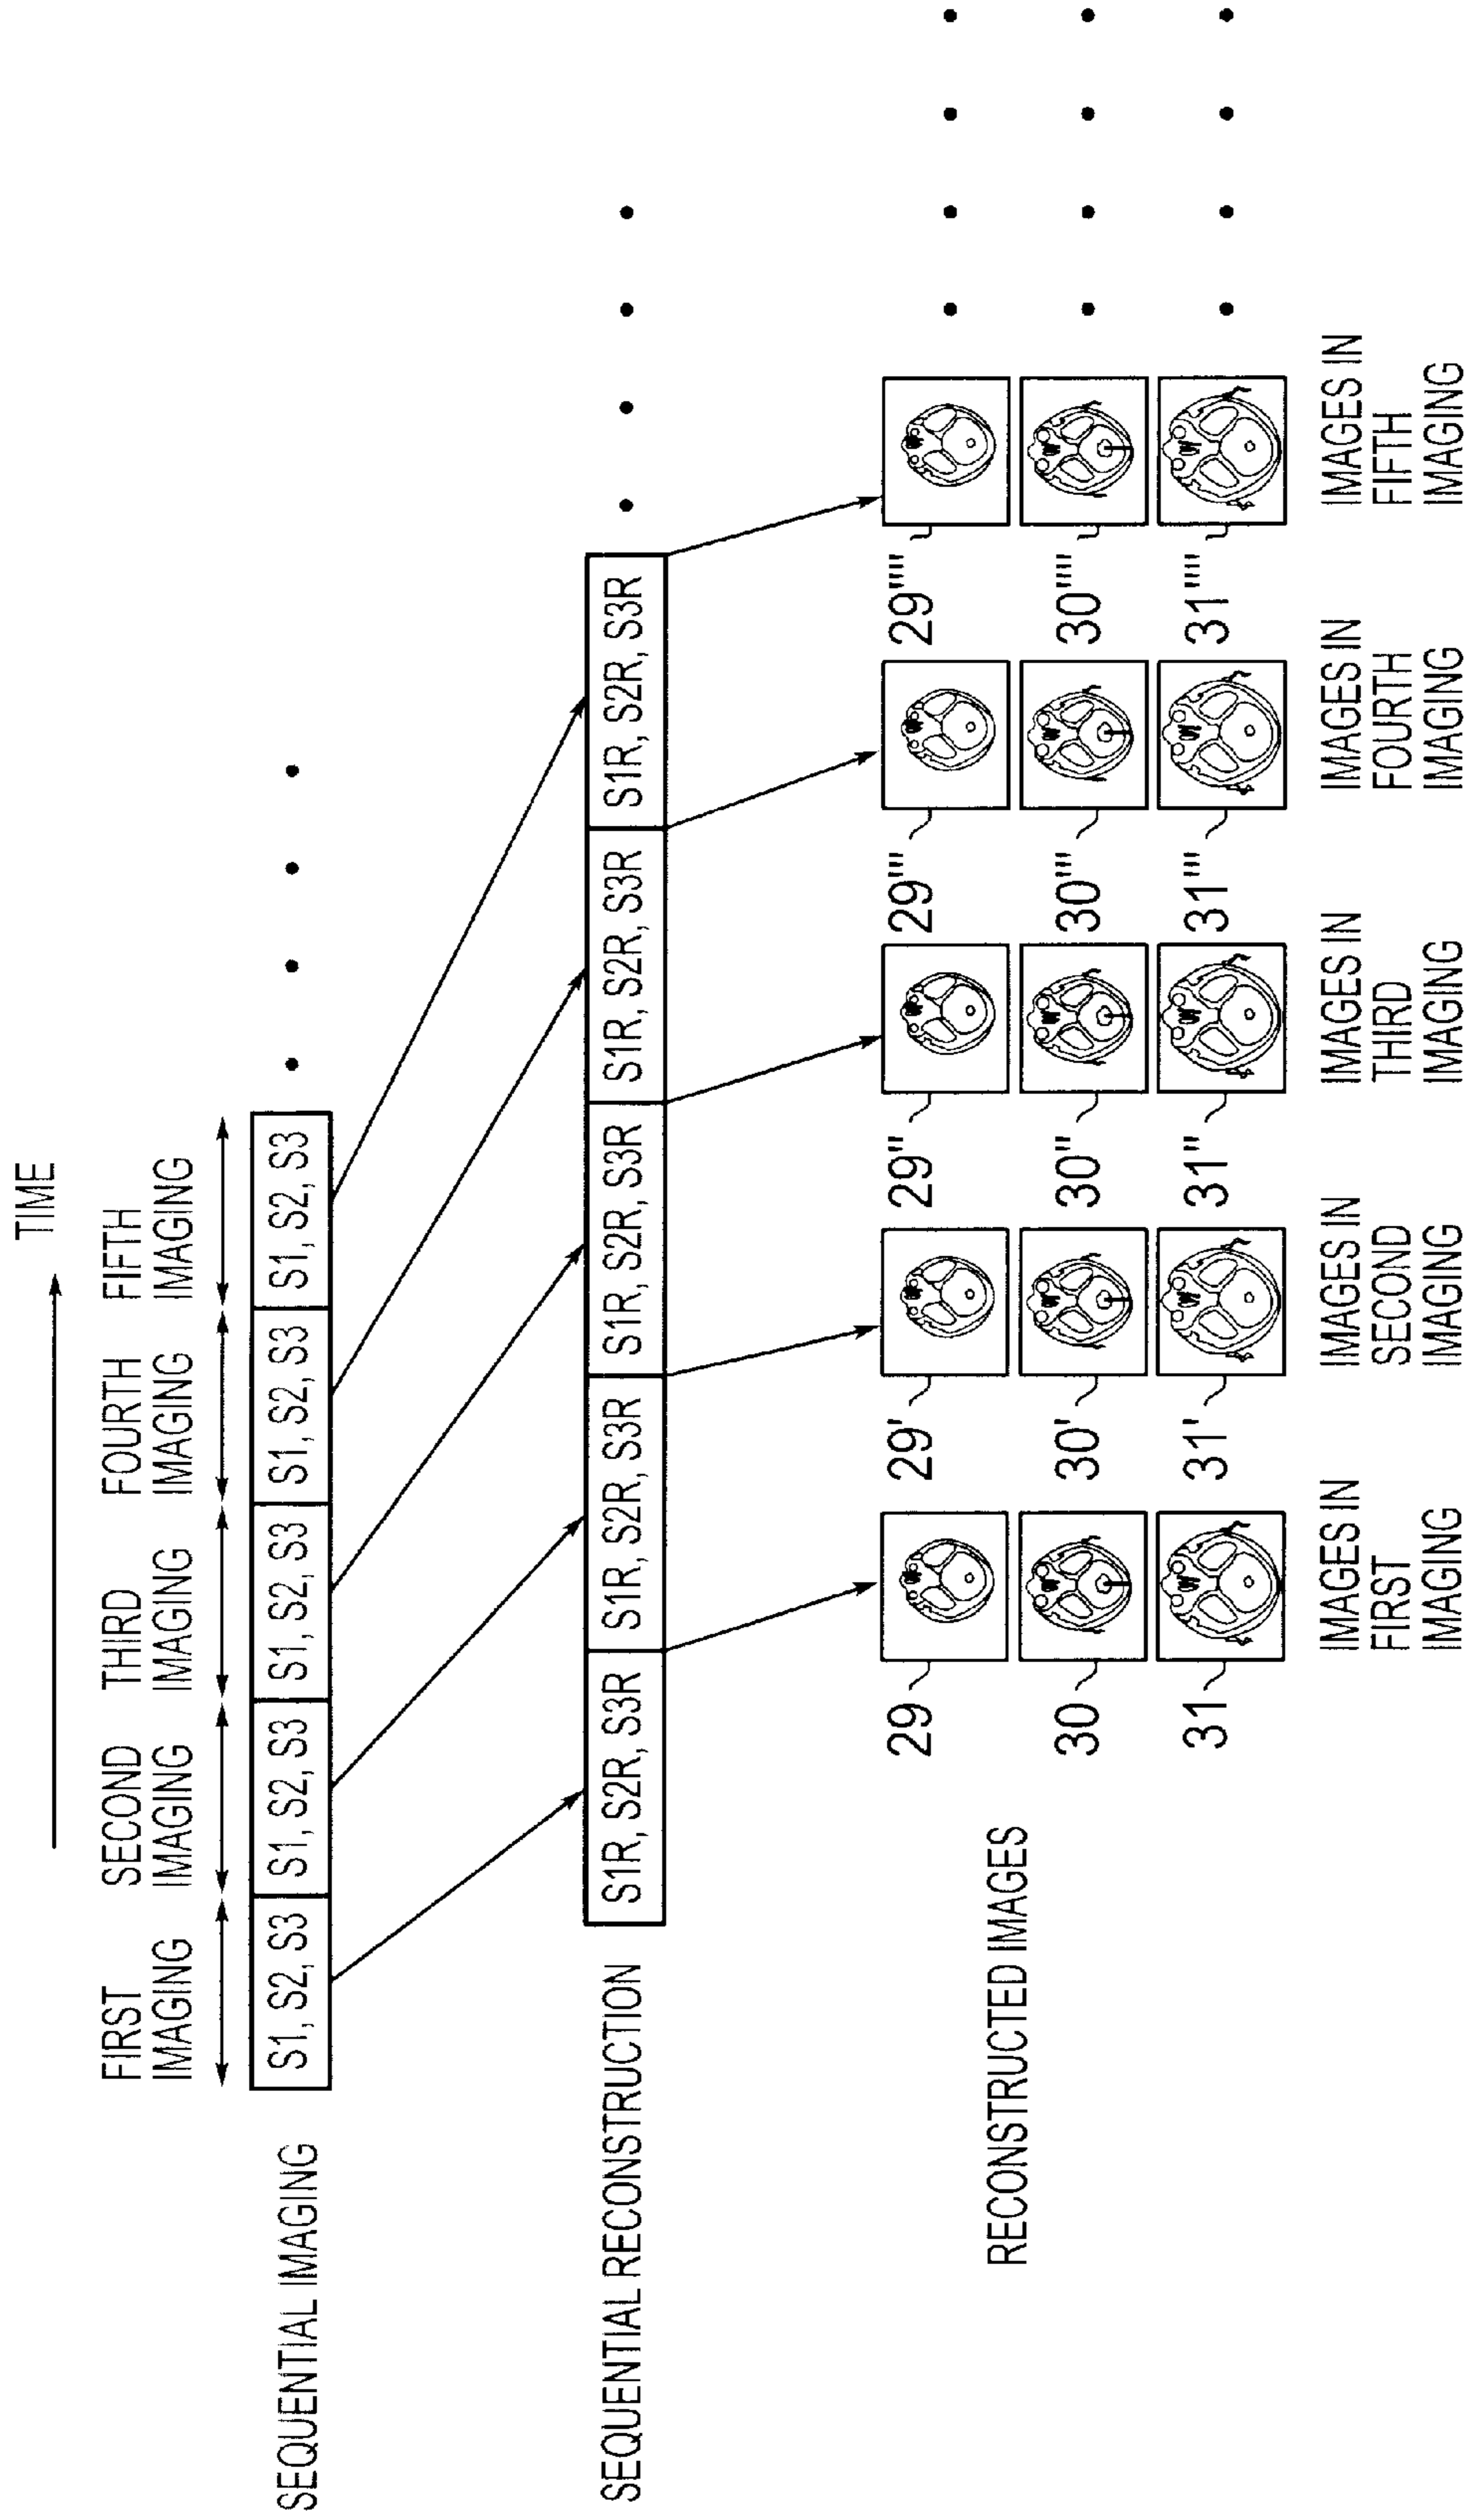 TIME
FIRST
IMAGING
SECOND
IMAGING
THIRD
IMAGING
FOURTH
IMAGING
FIFTH
IMAGING
SEQUENTIAL IMAGING
S1, S2, S3
S1, S2, S3
S1, S2, S3
S1, S2, S3
S1, S2, S3
SEQUENTIAL RECONSTRUCTION
S1R, S2R, S3R
S1R, S2R, S3R
S1R, S2R, S3R
S1R, S2R, S3R
S1R, S2R, S3R
RECONSTRUCTED IMAGES
29
29'
29''
29'''
29''''
30
30'
30''
30'''
30''''
31
31'
31''
31'''
31''''
IMAGES IN
FIRST
IMAGING
IMAGES IN
SECOND
IMAGING
IMAGES IN
THIRD
IMAGING
IMAGES IN
FOURTH
IMAGING
IMAGES IN
FIFTH
IMAGING